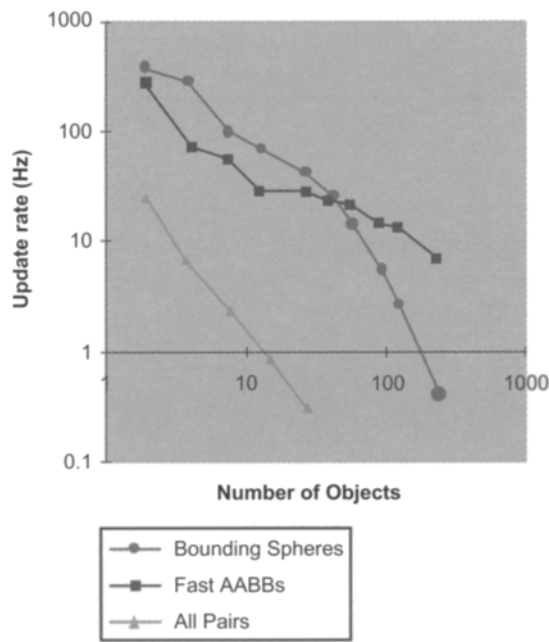 1000
100
10
1
0.1
Update rate (Hz)
10
100
1000
Number of Objects
Bounding Spheres
Fast AABBs
All Pairs